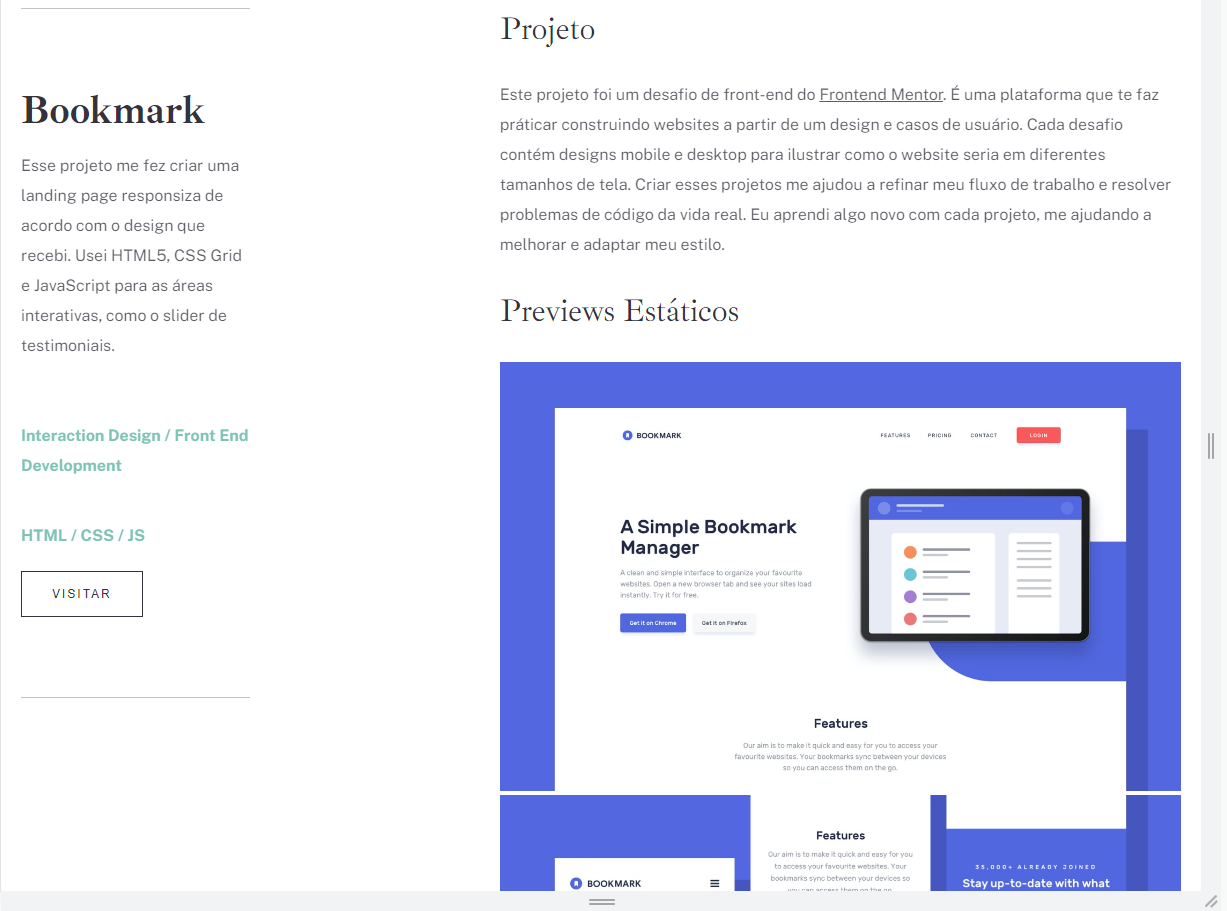 Bookmark
Esse projeto me fez criar uma
landing page responsiza de
acordo com o design que
recebi. Usei HTML5, CSS Grid
e JavaScript para as áreas
interativas, como o slider de
testimoniais.
Interaction Design / Front End
Development
HTML / CSS / JS
VISITAR
Projeto
Este projeto foi um desafio de front-end do Frontend Mentor. É uma plataforma que te faz
práticar construindo websites a partir de um design e casos de usuário. Cada desafio
contém designs mobile e desktop para ilustrar como o website seria em diferentes
tamanhos de tela. Criar esses projetos me ajudou a refinar meu fluxo de trabalho e resolver
problemas de código da vida real. Eu aprendi algo novo com cada projeto, me ajudando a
melhorar e adaptar meu estilo.
Previews Estáticos
BOOKMARK
FEATURES PRICING CONTACT LOGIN
A Simple Bookmark
Manager
A clean and simple interface to organize your favourite
websites. Open a new browser tab and see your sites load
instantly. Try it for free.
Get it on Chrome Get it on Firefox
Features
Our aim is to make it quick and easy for you to access your
favourite websites. Your bookmarks sync between your devices
so you can access them on the go.
BOOKMARK
Features
Our aim is to make it quick and easy for you
to access your favourite websites. Your
bookmarks sync between your devices so
you can access them on the go.
35,000+ ALREADY JOINED
Stay up-to-date with what